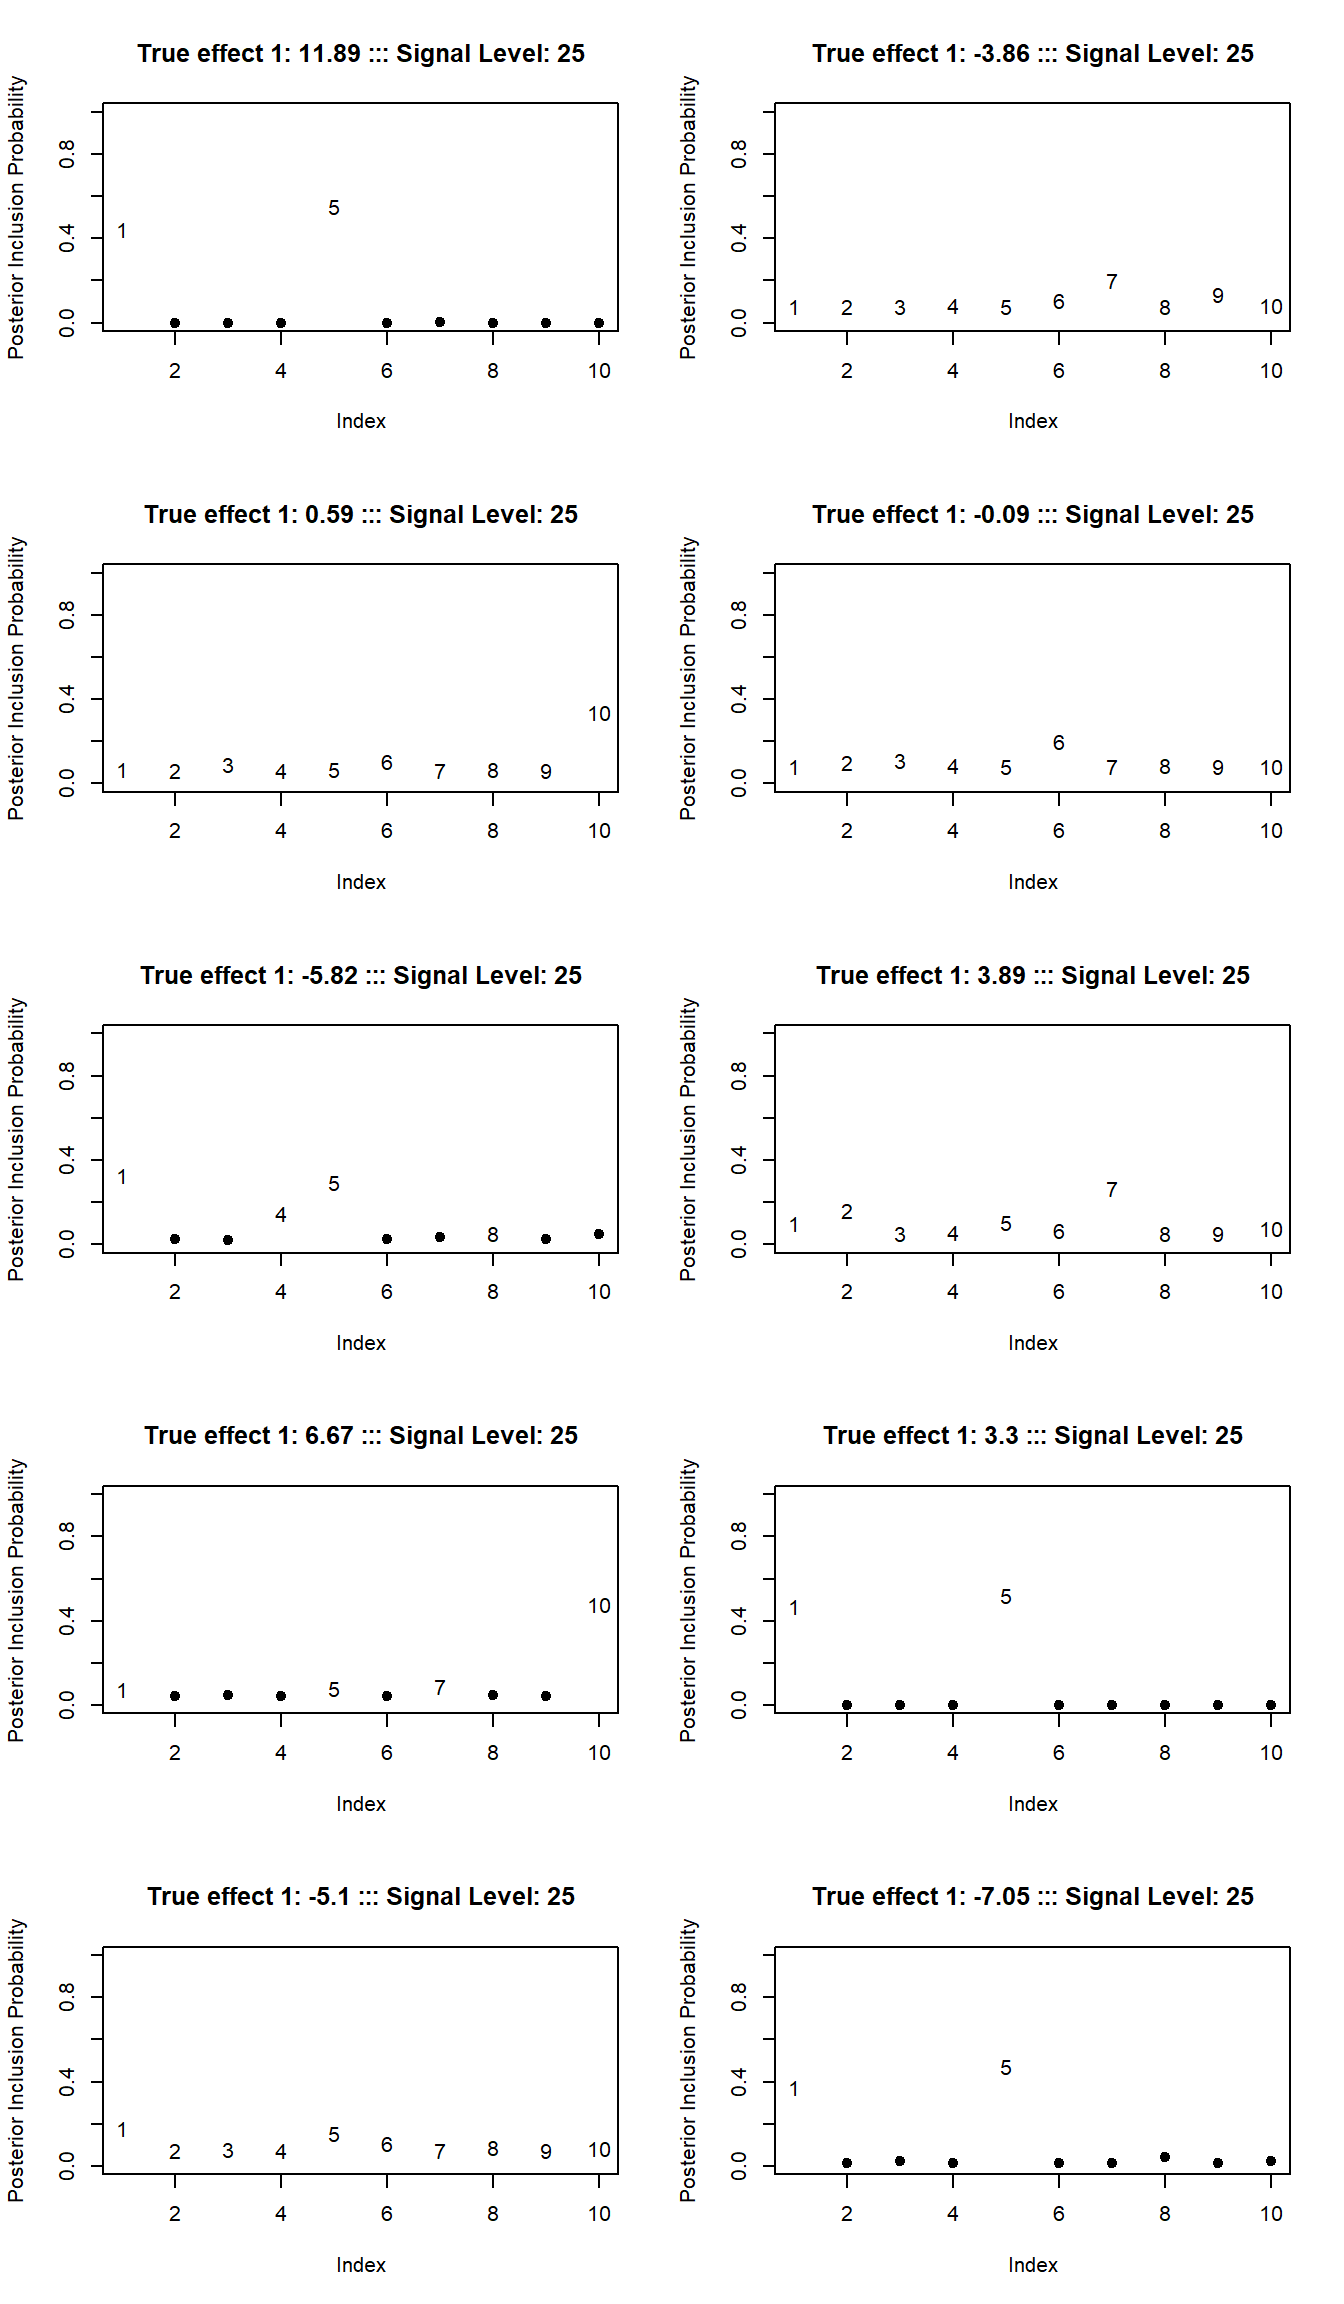 True effect 1: 11.89 ::: Signal Level: 25
Posterior Inclusion Probability
0.0 0.4 0.8
1 5
2 4 6 8 10
Index
True effect 1: -3.86 ::: Signal Level: 25
Posterior Inclusion Probability
0.0 0.4 0.8
1 2 3 4 5 6 7 8 9 10
2 4 6 8 10
Index
True effect 1: 0.59 ::: Signal Level: 25
Posterior Inclusion Probability
0.0 0.4 0.8
1 2 3 4 5 6 7 8 9 10
2 4 6 8 10
Index
True effect 1: -0.09 ::: Signal Level: 25
Posterior Inclusion Probability
0.0 0.4 0.8
1 2 3 4 5 6 7 8 9 10
2 4 6 8 10
Index
True effect 1: -5.82 ::: Signal Level: 25
Posterior Inclusion Probability
0.0 0.4 0.8
1 4 5 8
2 4 6 8 10
Index
True effect 1: 3.89 ::: Signal Level: 25
Posterior Inclusion Probability
0.0 0.4 0.8
1 2 3 4 5 6 7 8 9 10
2 4 6 8 10
Index
True effect 1: 6.67 ::: Signal Level: 25
Posterior Inclusion Probability
0.0 0.4 0.8
1 5 7 10
2 4 6 8 10
Index
True effect 1: 3.3 ::: Signal Level: 25
Posterior Inclusion Probability
0.0 0.4 0.8
1 5
2 4 6 8 10
Index
True effect 1: -5.1 ::: Signal Level: 25
Posterior Inclusion Probability
0.0 0.4 0.8
1 2 3 4 5 6 7 8 9 10
2 4 6 8 10
Index
True effect 1: -7.05 ::: Signal Level: 25
Posterior Inclusion Probability
0.0 0.4 0.8
1 5
2 4 6 8 10
Index